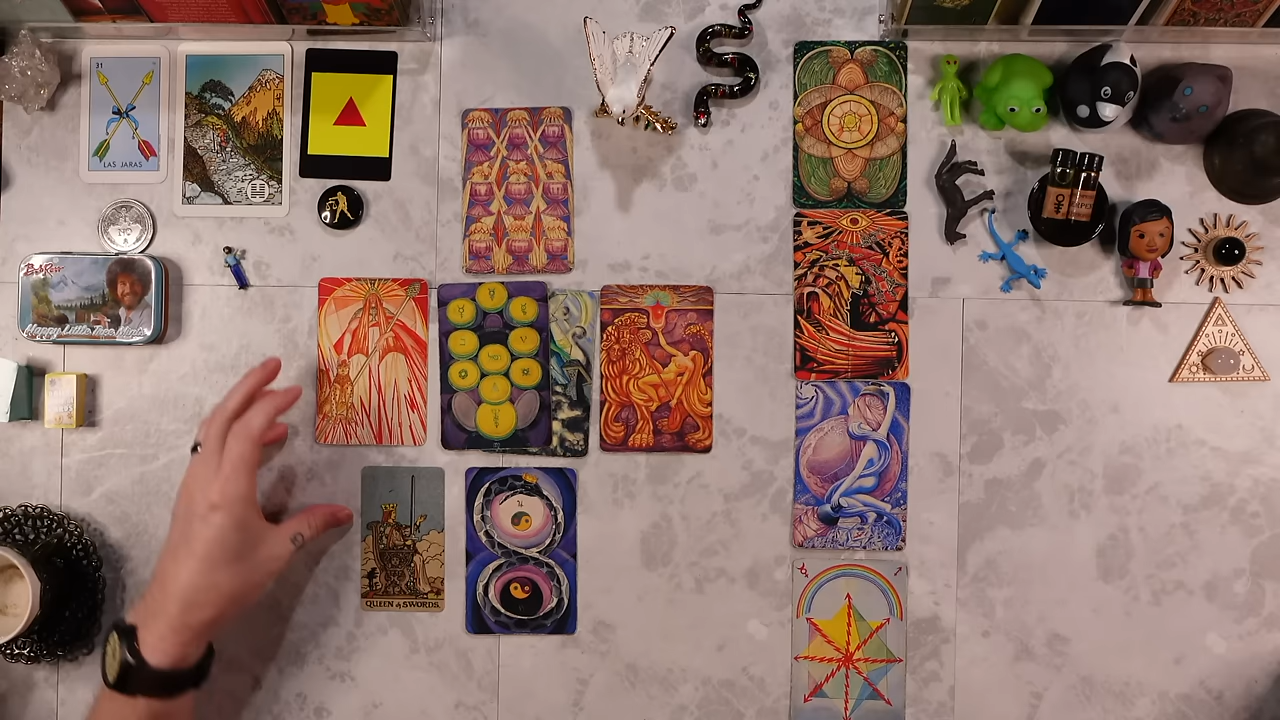 31
LAS JARAS
Bob Ross
Happy Little Tree Mints
QUEEN of SWORDS.